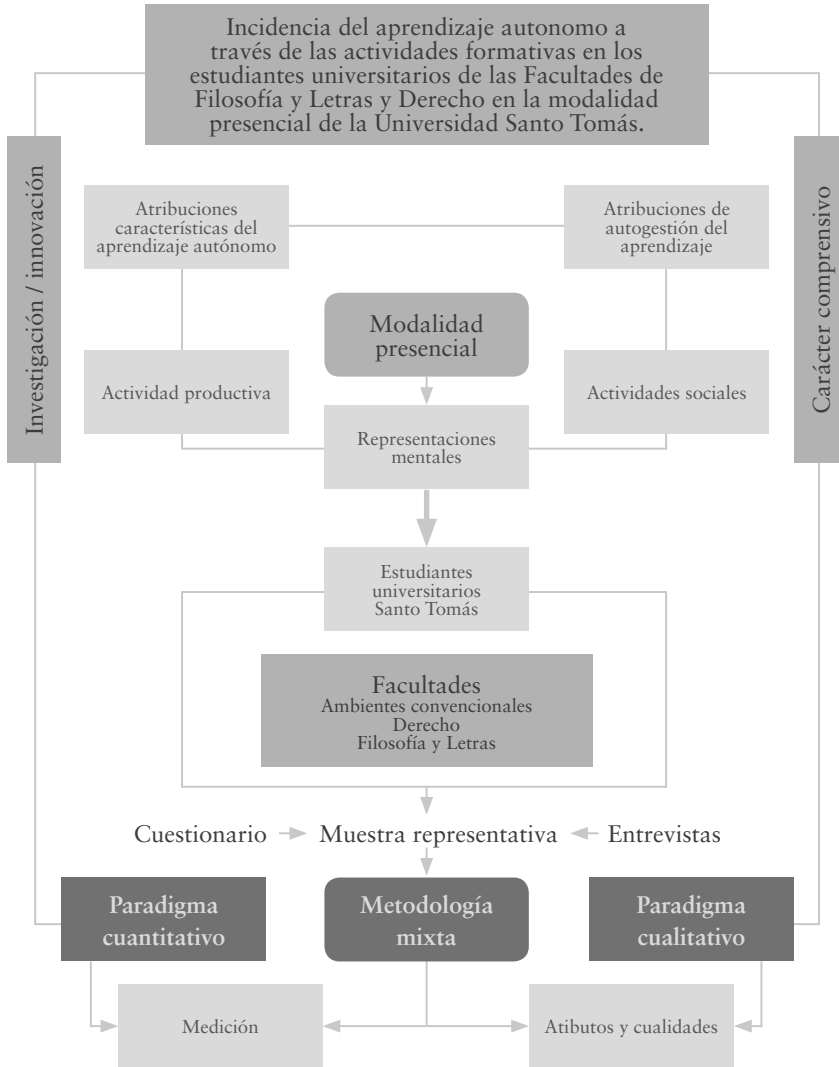 Incidencia del aprendizaje autonomo a
través de las actividades formativas en los
estudiantes universitarios de las Facultades de
Filosofía y Letras y Derecho en la modalidad
presencial de la Universidad Santo Tomás.
Investigación / innovación
Carácter comprensivo
Atribuciones
características del
aprendizaje autónomo
Atribuciones de
autogestión del
aprendizaje
Modalidad
presencial
Actividad productiva
Actividades sociales
Representaciones
mentales
Estudiantes
universitarios
Santo Tomás
Facultades
Ambientes convencionales
Derecho
Filosofía y Letras
Cuestionario
Muestra representativa
Entrevistas
Paradigma
cuantitativo
Metodología
mixta
Paradigma
cualitativo
Medición
Atibutos y cualidades